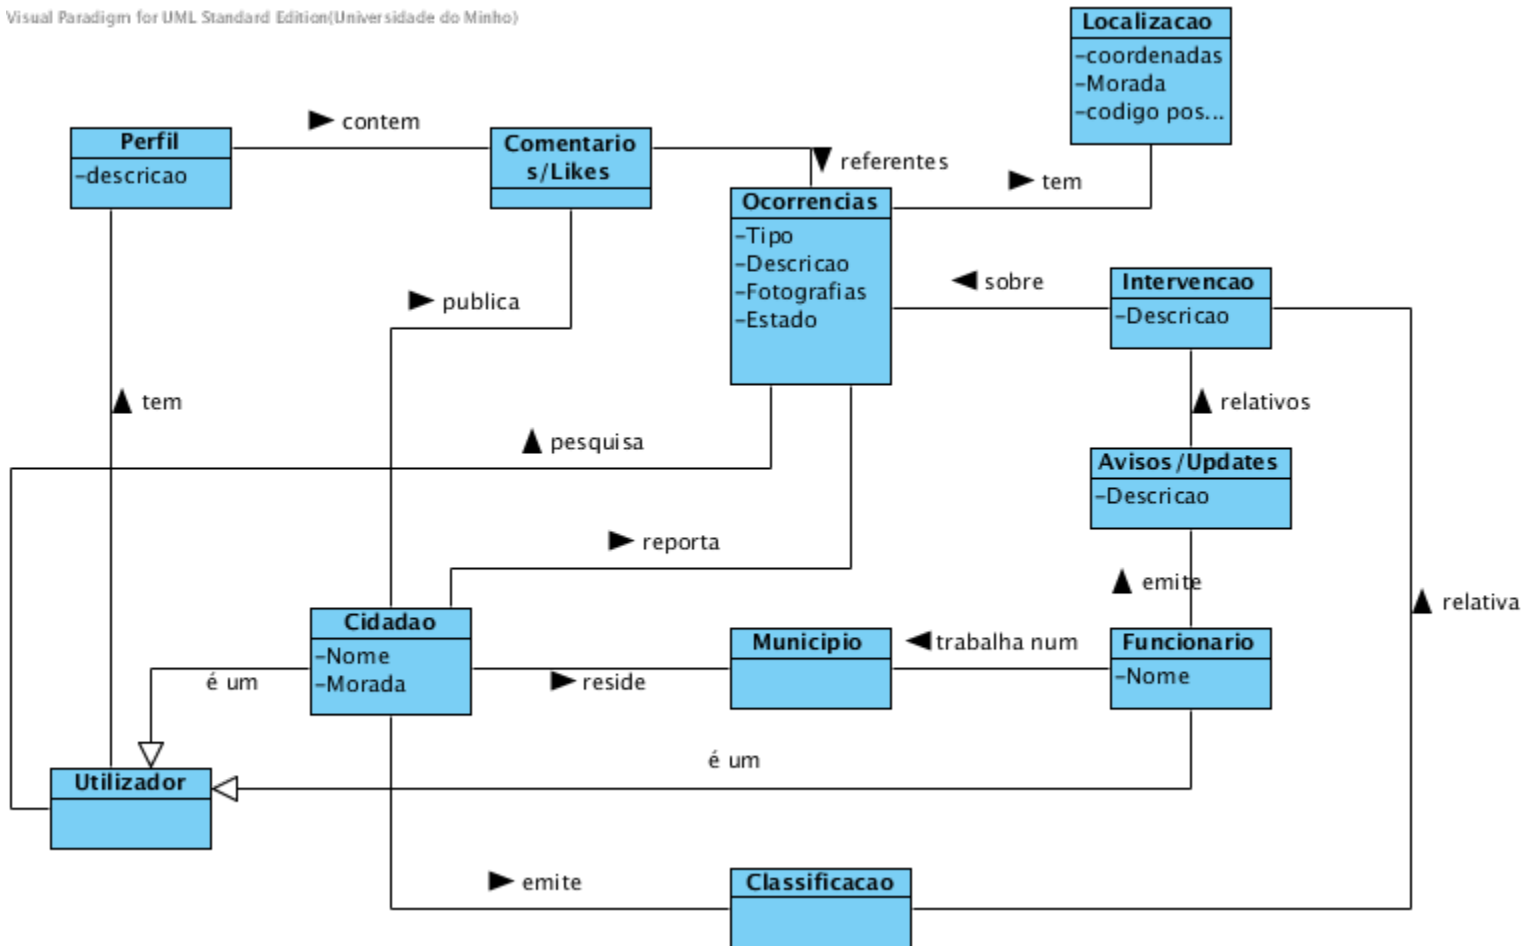 Visual Paradigm for UML Standard Edition(Universidade do Minho)
Localizacao
-coordenadas
-Morada
-codigo pos...
Perfil
-descricao
contem
Comentario
s/Likes
referentes
tem
Ocorrencias
-Tipo
-Descricao
-Fotografias
-Estado
sobre
Intervencao
-Descricao
publica
tem
pesquisa
relativos
Avisos/Updates
-Descricao
reporta
emite
relativa
Cidadao
-Nome
-Morada
é um
reside
Municipio
trabalha num
Funcionario
-Nome
é um
Utilizador
emite
Classificacao